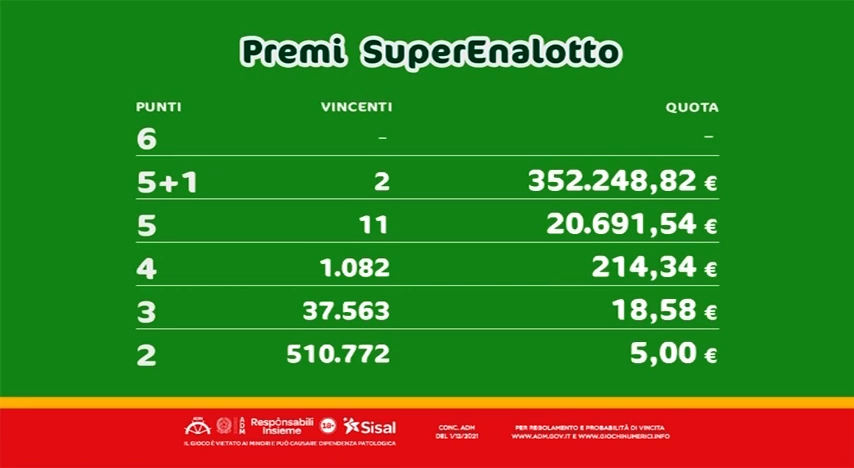 Premi SuperEnalotto
PUNTI VINCENTI QUOTA
6 – –
5+1 2 352.248,82 €
5 11 20.691,54 €
4 1.082 214,34 €
3 37.563 18,58 €
2 510.772 5,00 €
ADM Responsabili Insieme 18+ Sisal
IL GIOCO È VIETATO AI MINORI E PUÒ CAUSARE DIPENDENZA PATOLOGICA
CONC. ADM
DEL 1/12/2021
PER REGOLAMENTO E PROBABILITÀ DI VINCITA
WWW.ADM.GOV.IT E WWW.GIOCHINUMERICI.INFO